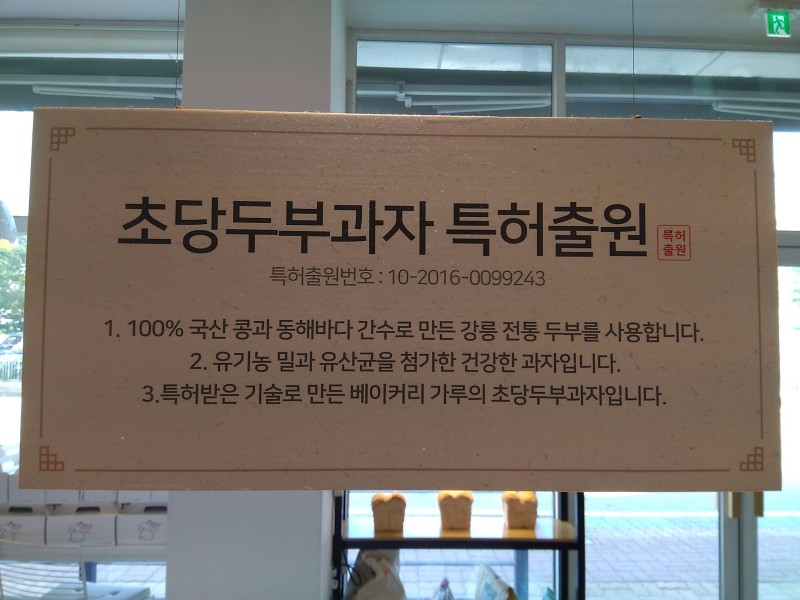 초당두부과자 특허출원
특허
출원
특허출원번호 : 10-2016-0099243
1. 100% 국산 콩과 동해바다 간수로 만든 강릉 전통 두부를 사용합니다.
2. 유기농 밀과 유산균을 첨가한 건강한 과자입니다.
3.특허받은 기술로 만든 베이커리 가루의 초당두부과자입니다.